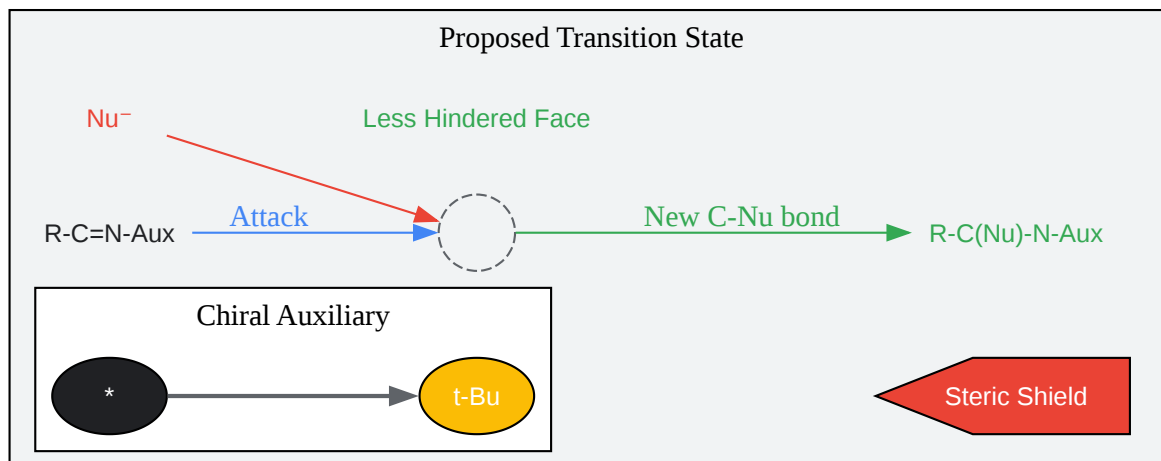 Proposed Transition State
Nu⁻
Less Hindered Face
R-C=N-Aux
Attack
New C-Nu bond
R-C(Nu)-N-Aux
Chiral Auxiliary
*
t-Bu
Steric Shield